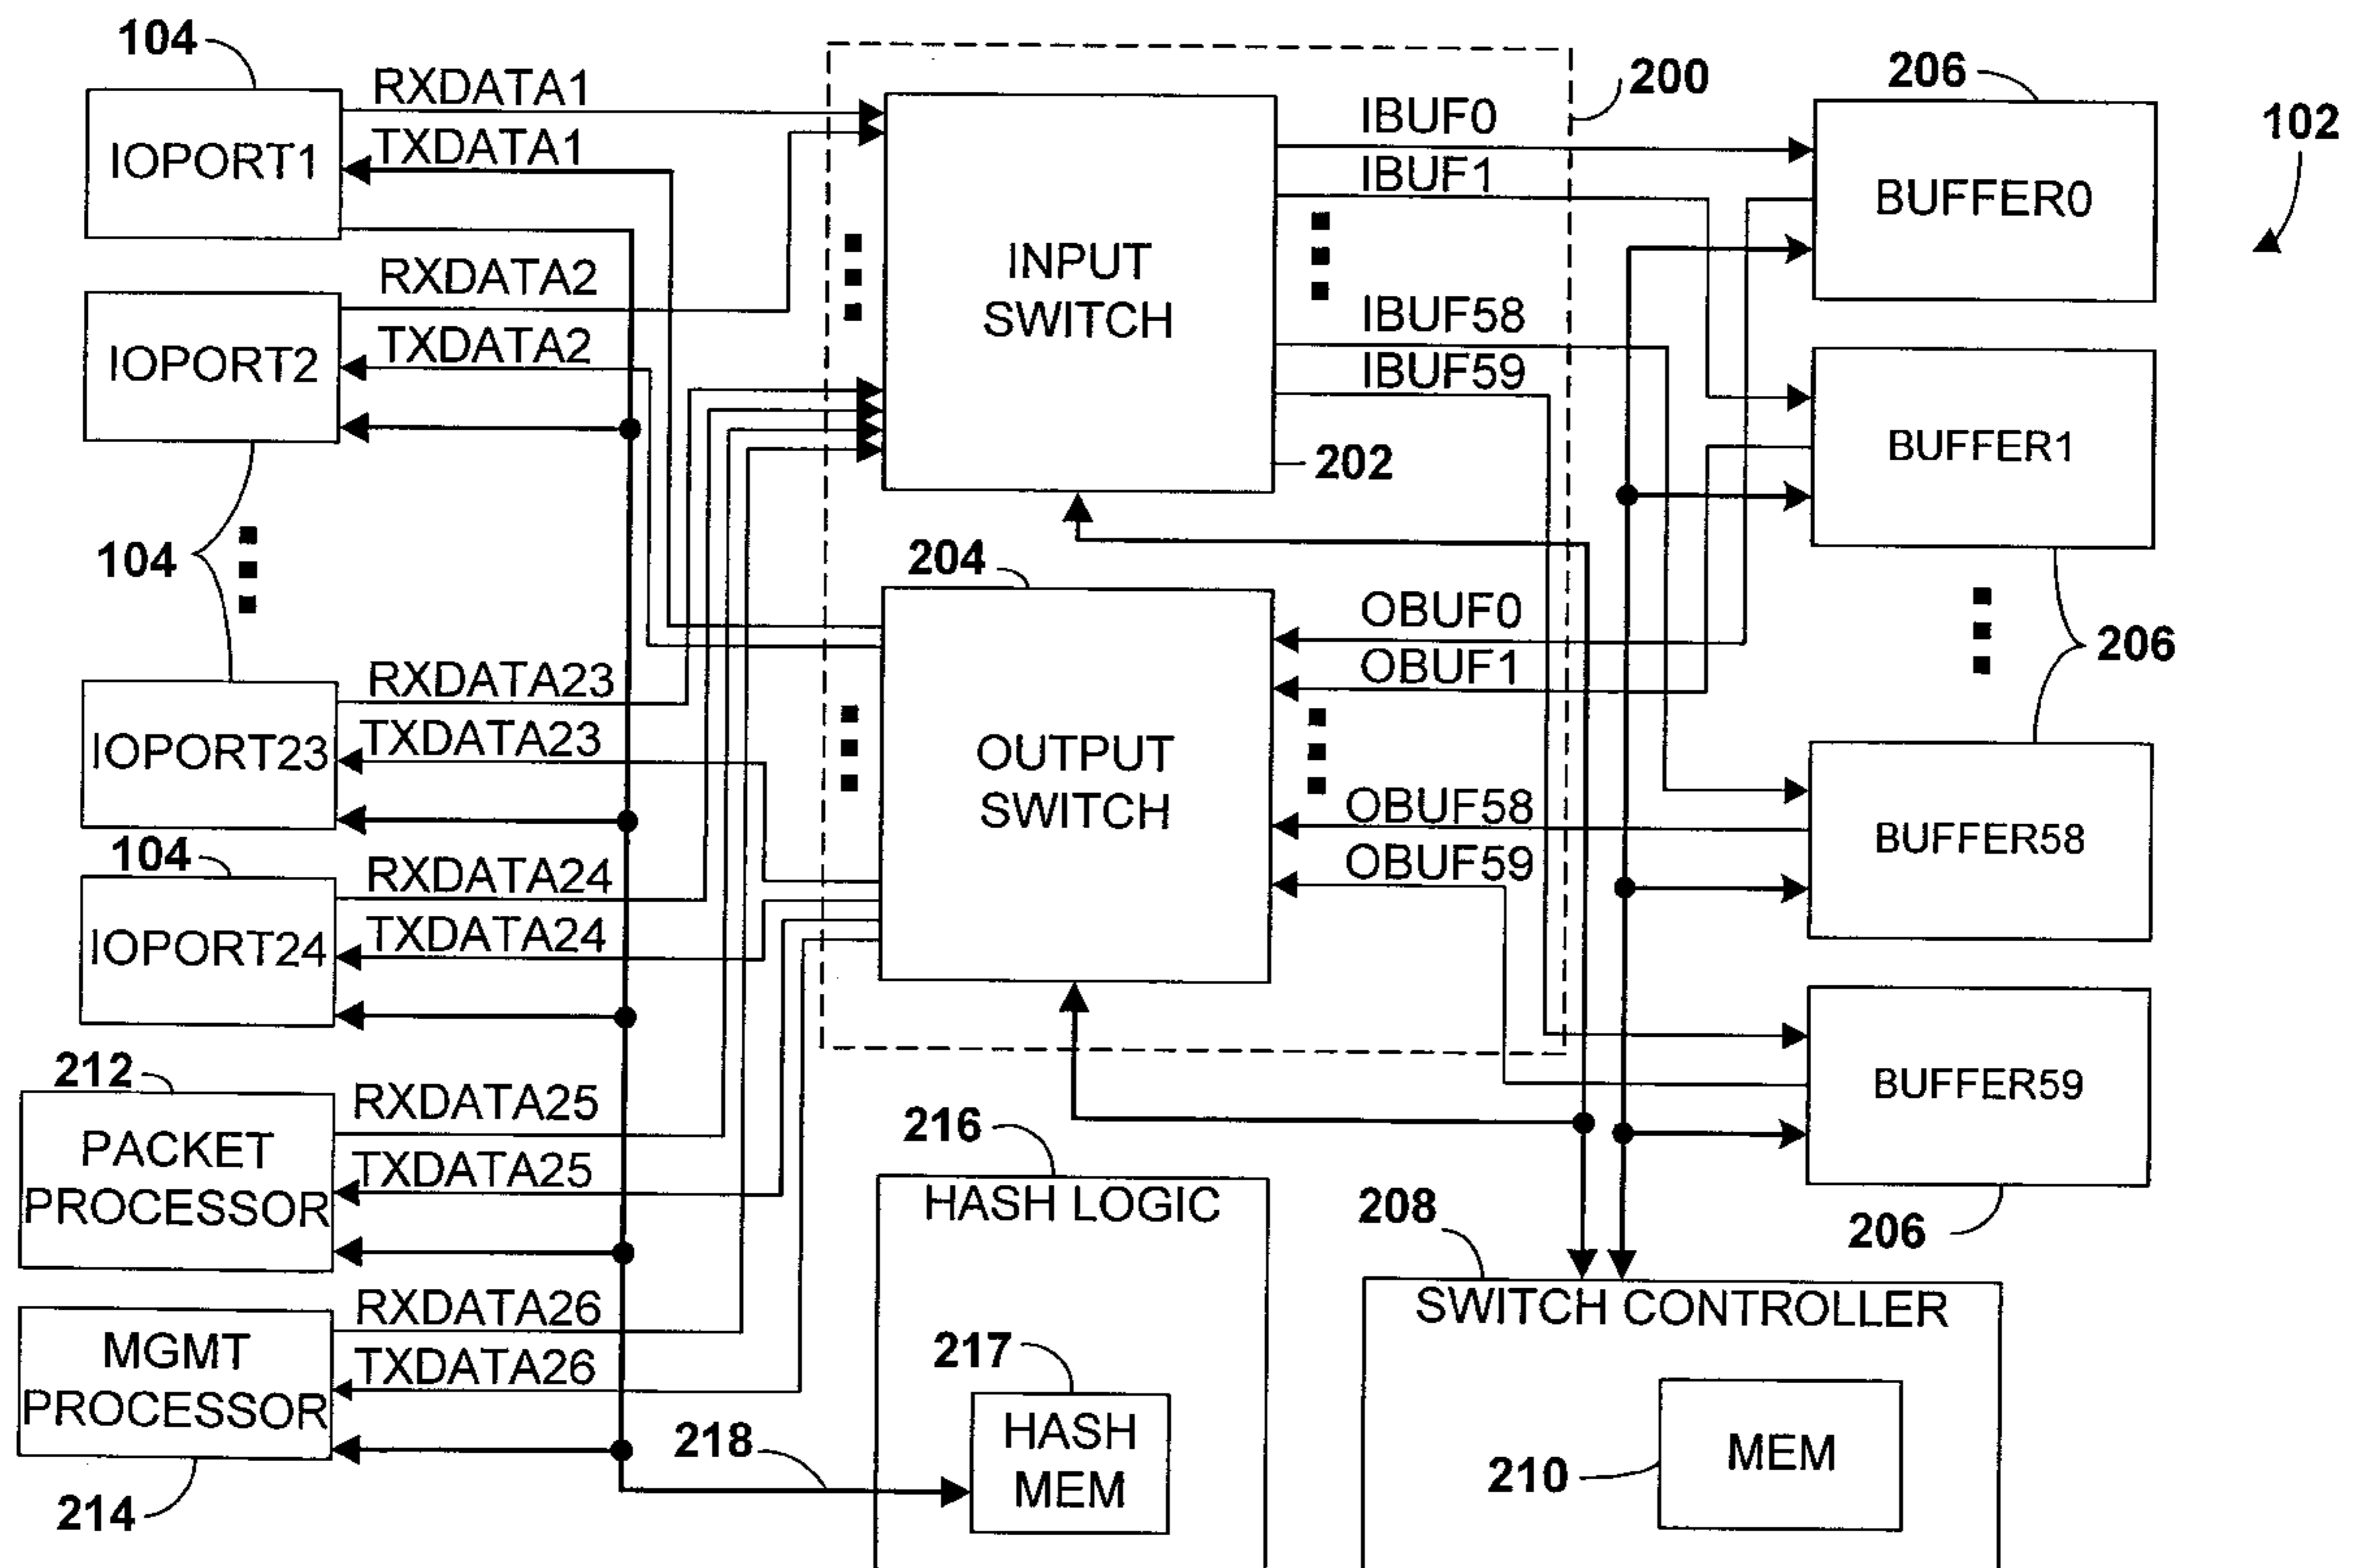 104
RXDATA1
TXDATA1
IOPORT1
RXDATA2
TXDATA2
IOPORT2
104
RXDATA23
TXDATA23
IOPORT23
104
RXDATA24
TXDATA24
IOPORT24
212
RXDATA25
TXDATA25
PACKET
PROCESSOR
RXDATA26
TXDATA26
MGMT
PROCESSOR
214
218
200
INPUT
SWITCH
202
IBUF0
IBUF1
IBUF58
IBUF59
204
OUTPUT
SWITCH
OBUF0
OBUF1
OBUF58
OBUF59
216
HASH LOGIC
217
HASH
MEM
206
102
BUFFER0
BUFFER1
206
BUFFER58
BUFFER59
206
208
SWITCH CONTROLLER
210
MEM